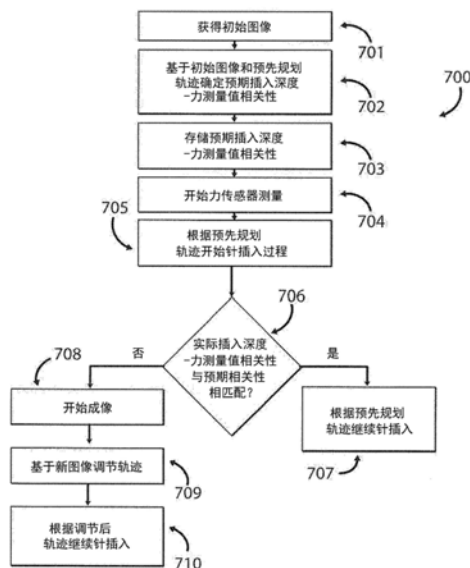 获得初始图像
701
基于初始图像和预先规划
轨迹确定预期插入深度
-力测量值相关性
702
700
存储预期插入深度
-力测量值相关性
703
开始力传感器测量
704
705
根据预先规划
轨迹开始针插入过程
706
实际插入深度
-力测量值相关性
与预期相关性
相匹配?
否
是
708
开始成像
根据预先规划
轨迹继续针插入
707
基于新图像调节轨迹
709
根据调节后
轨迹继续针插入
710